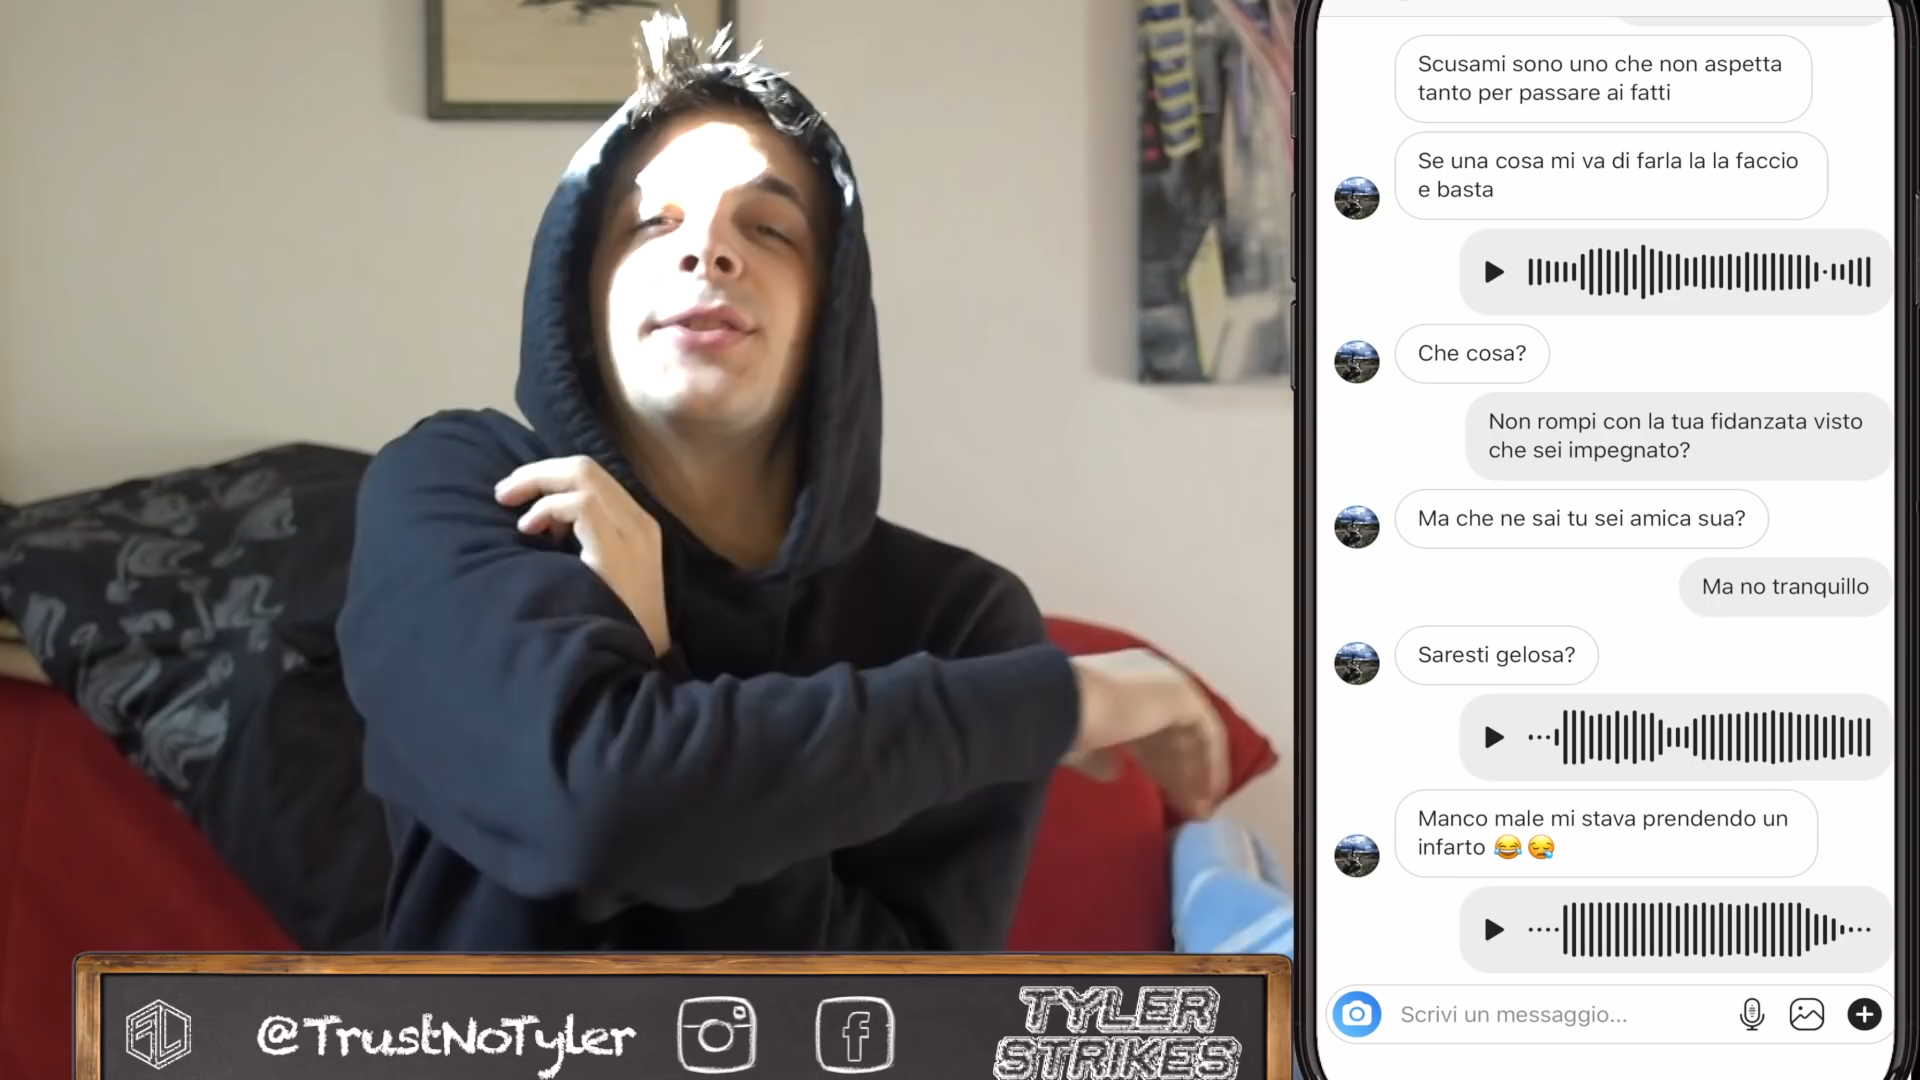 Scusami sono uno che non aspetta
tanto per passare ai fatti
Se una cosa mi va di farla la la faccio
e basta
Che cosa?
Non rompi con la tua fidanzata visto
che sei impegnato?
Ma che ne sai tu sei amica sua?
Ma no tranquillo
Saresti gelosa?
Manco male mi stava prendendo un
infarto 😂😪
Scrivi un messaggio...
@TrustNoTyler
TYLER
STRIKES